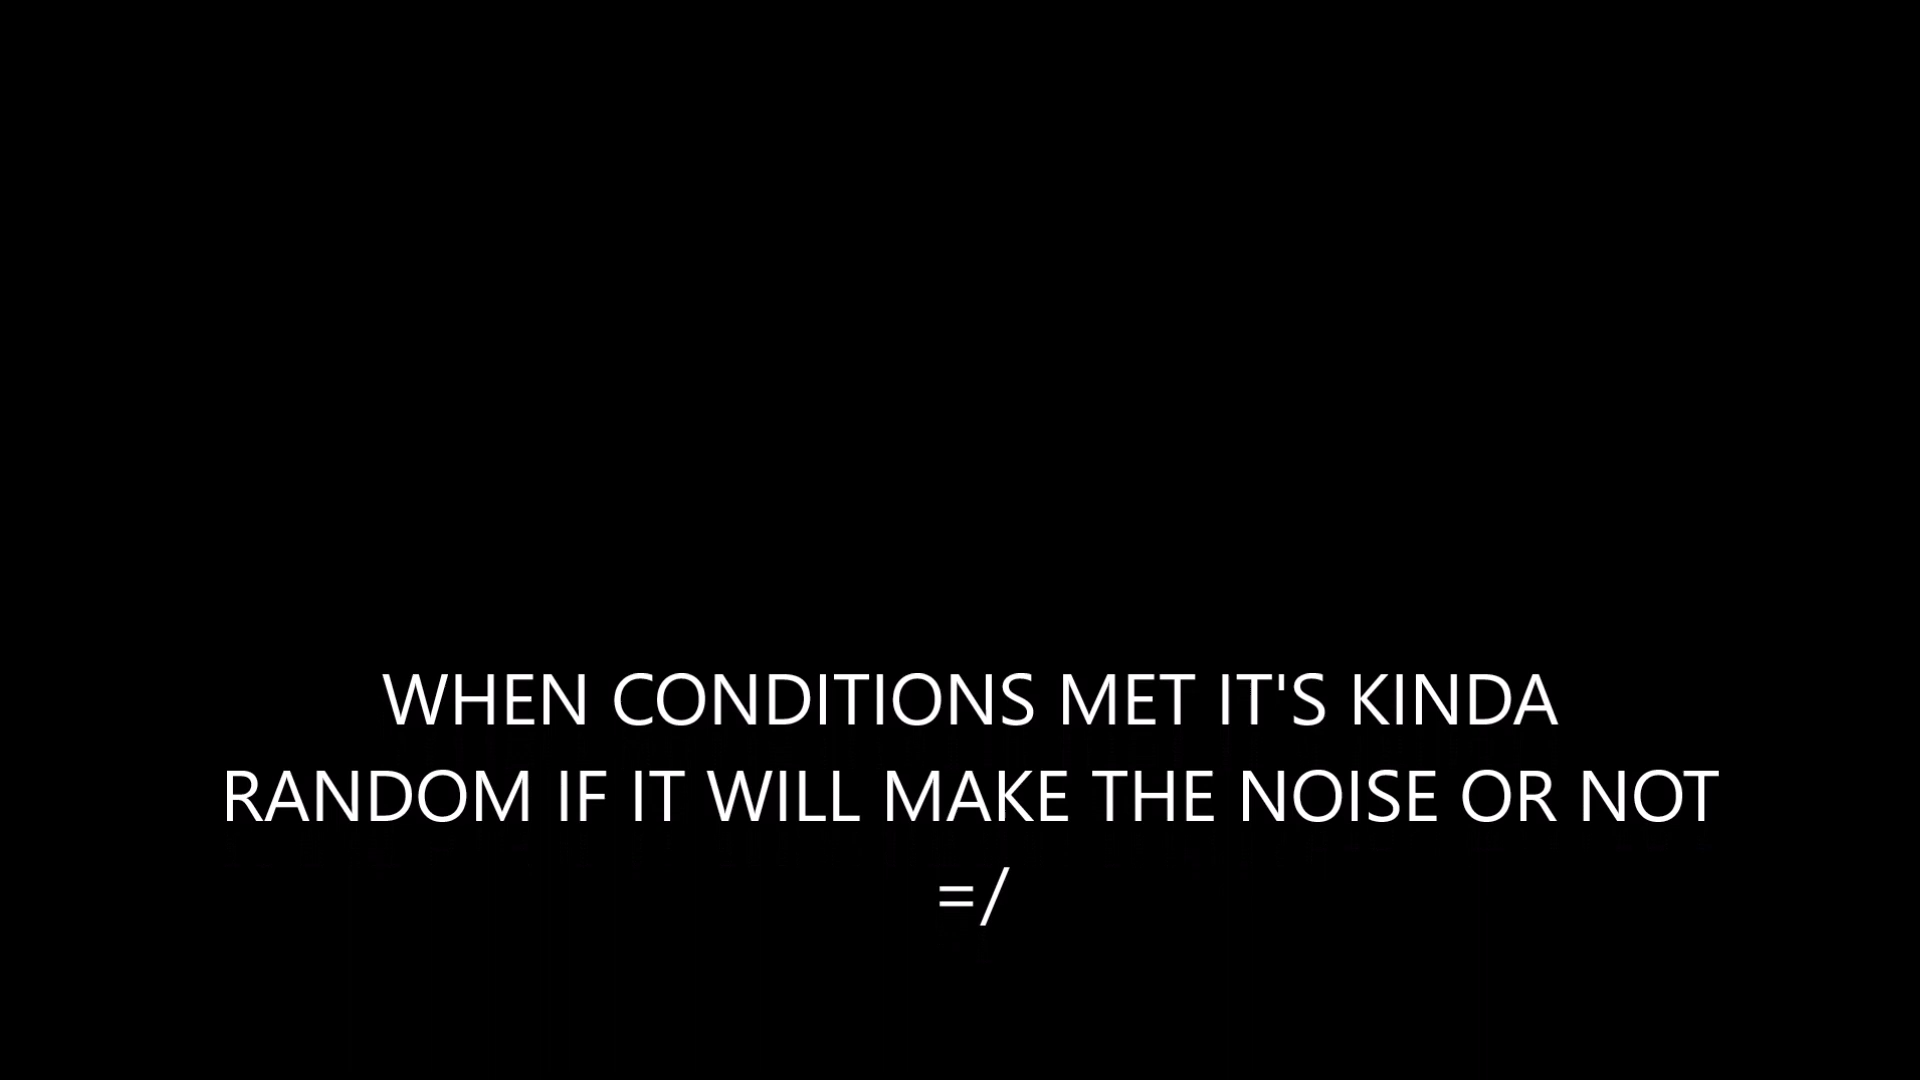 WHEN CONDITIONS MET IT'S KINDA
RANDOM IF IT WILL MAKE THE NOISE OR NOT
=/